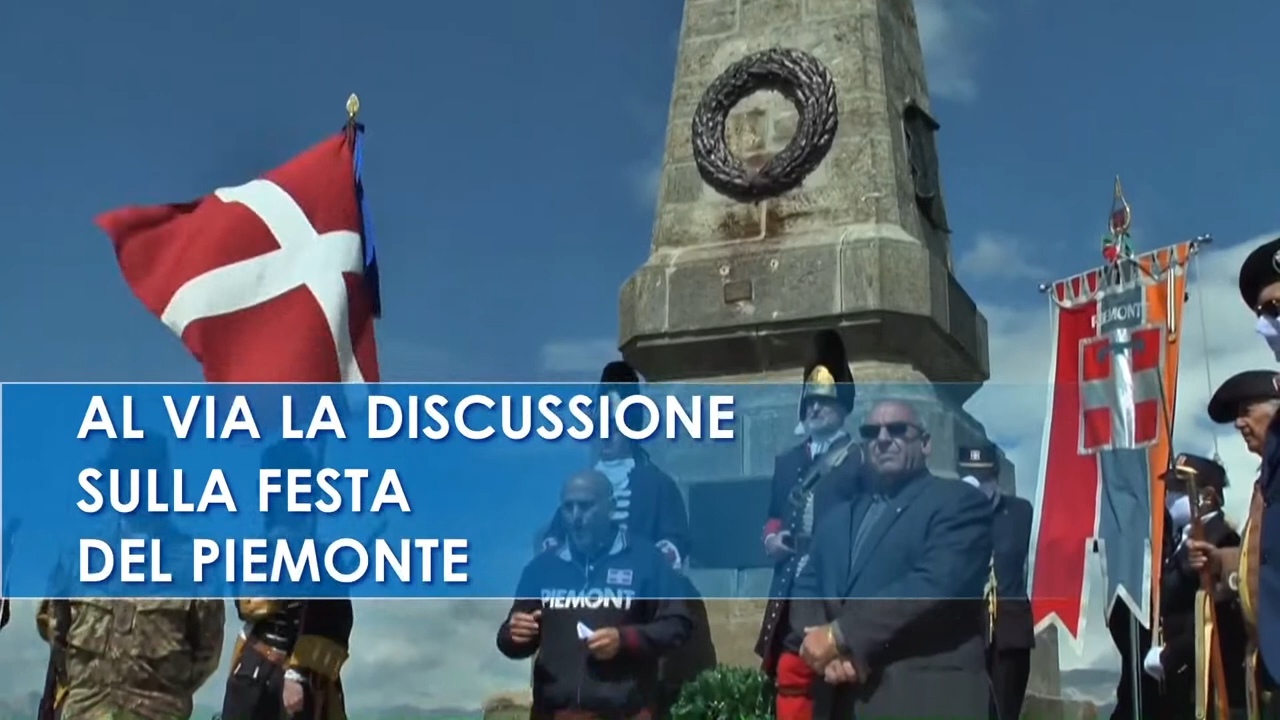 AL VIA LA DISCUSSIONE
SULLA FESTA
DEL PIEMONTE
PIEMONT
PIEMONT